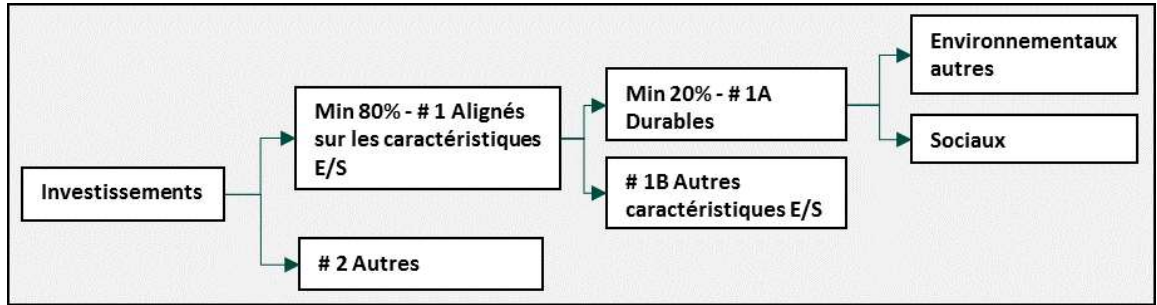 Investissements
Min 80% - # 1 Alignés
sur les caractéristiques
E/S
# 2 Autres
Min 20% - # 1A
Durables
# 1B Autres
caractéristiques E/S
Environnementaux
autres
Sociaux